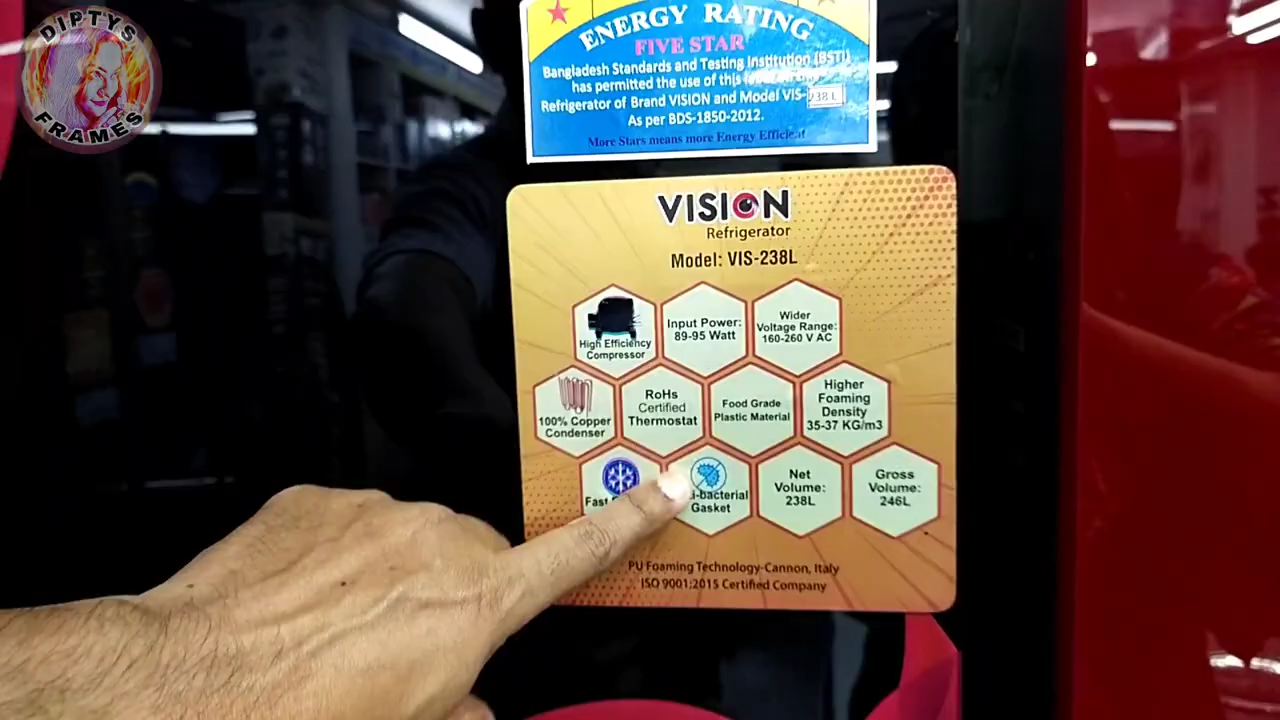 DIPTYS
FRAMES
ENERGY RATING
FIVE STAR
Bangladesh Standards and Testing Institution (BSTI)
has permitted the use of this
Refrigerator of Brand VISION and Model VIS-238 L
As per BDS-1850-2012.
More Stars means more Energy Efficient
VISION
Refrigerator
Model: VIS-238L
High Efficiency
Compressor
Input Power:
89-95 Watt
Wider
Voltage Range:
160-260 V AC
100% Copper
Condenser
RoHs
Certified
Thermostat
Food Grade
Plastic Material
Higher
Foaming
Density
35-37 KG/m3
Fast
i-bacterial
Gasket
Net
Volume:
238L
Gross
Volume:
246L
PU Foaming Technology-Cannon, Italy
ISO 9001:2015 Certified Company